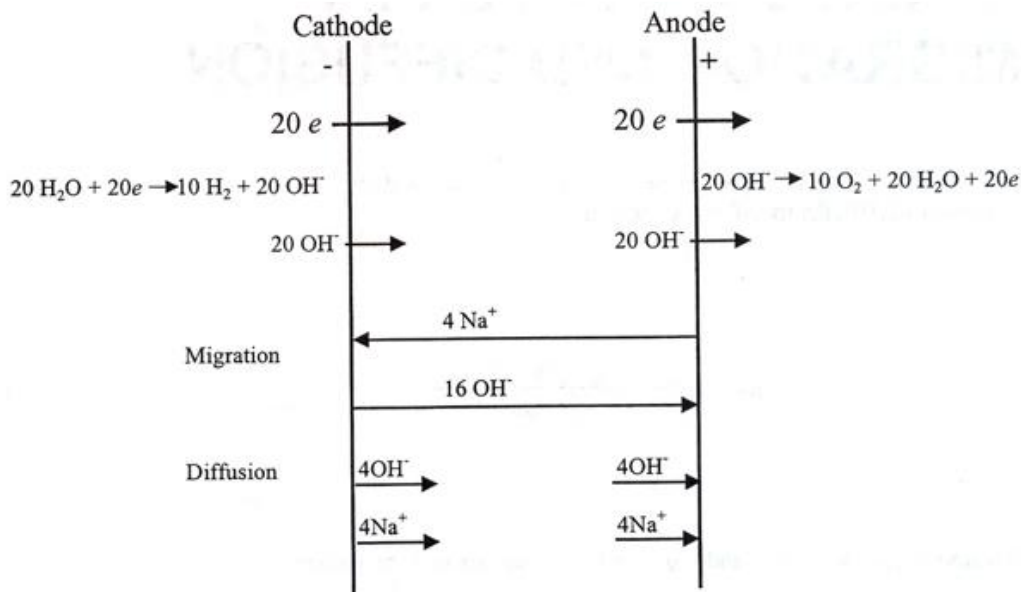 Cathode Anode
- +
20 e 20 e
20 H₂O + 20e → 10 H₂ + 20 OH⁻ 20 OH⁻ → 10 O₂ + 20 H₂O + 20e
20 OH⁻ 20 OH⁻
4 Na⁺
Migration
16 OH⁻
Diffusion 4OH⁻ 4OH⁻
4Na⁺ 4Na⁺